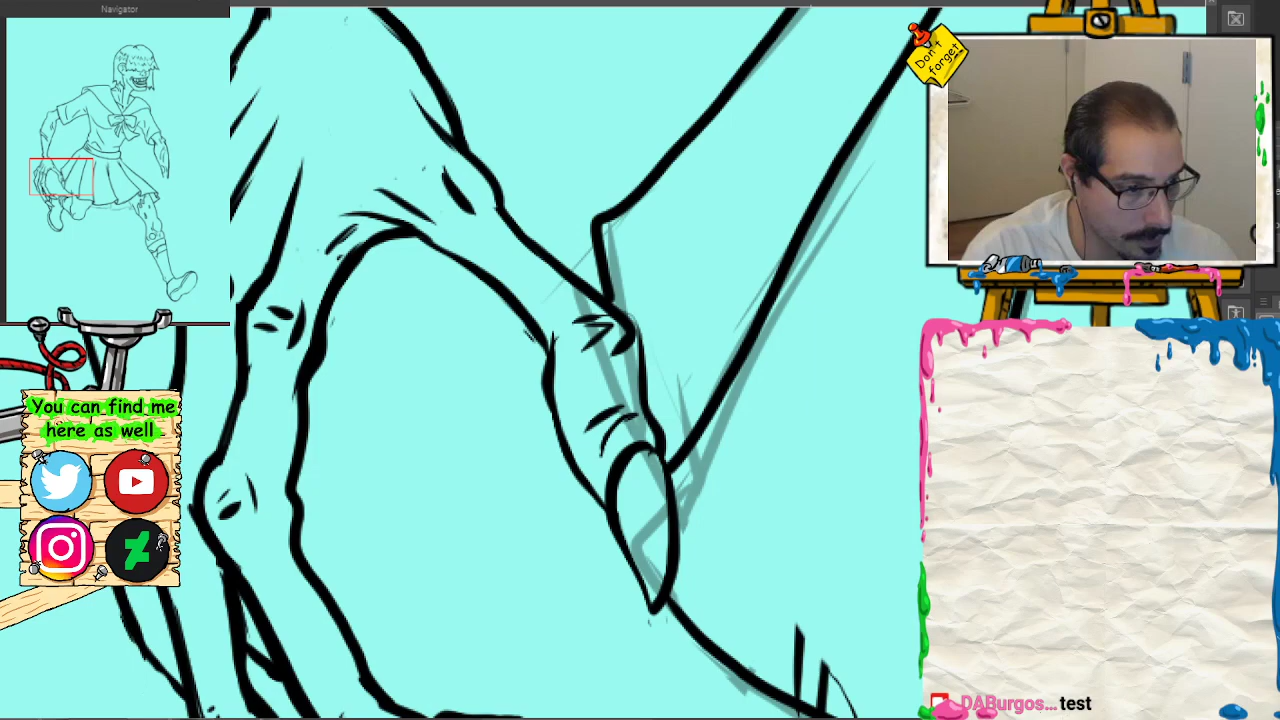 Navigator
Don't
forget
You can find me
here as well
DABurgos... test